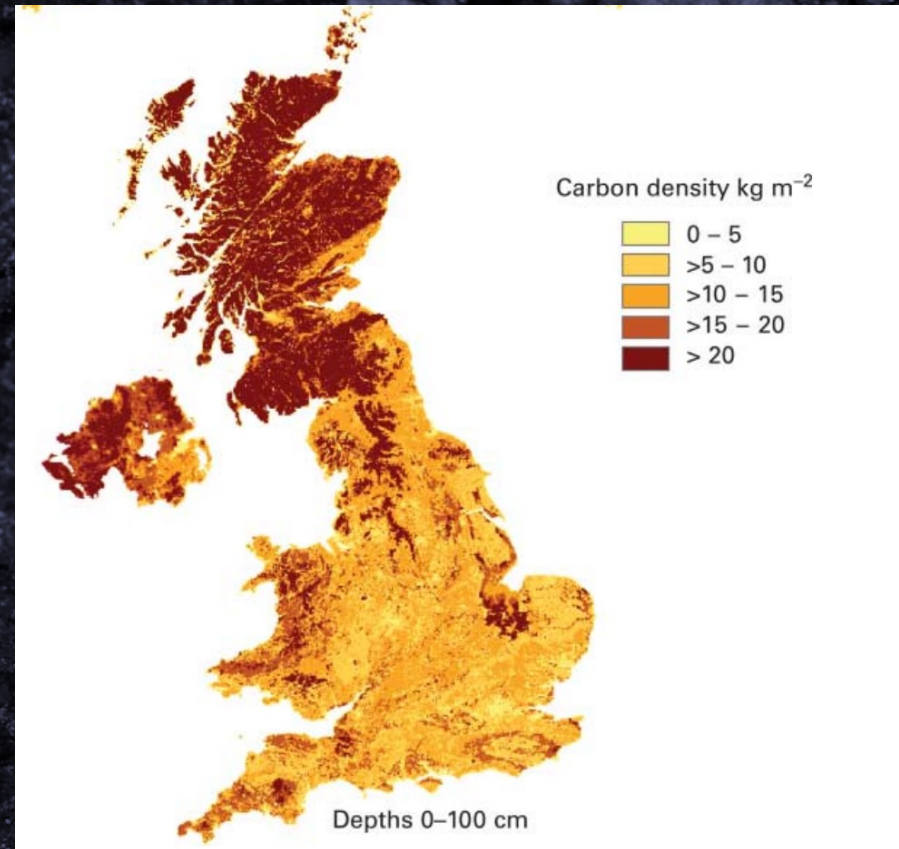 Carbon density kg m⁻²
0 – 5
>5 – 10
>10 – 15
>15 – 20
> 20
Depths 0–100 cm